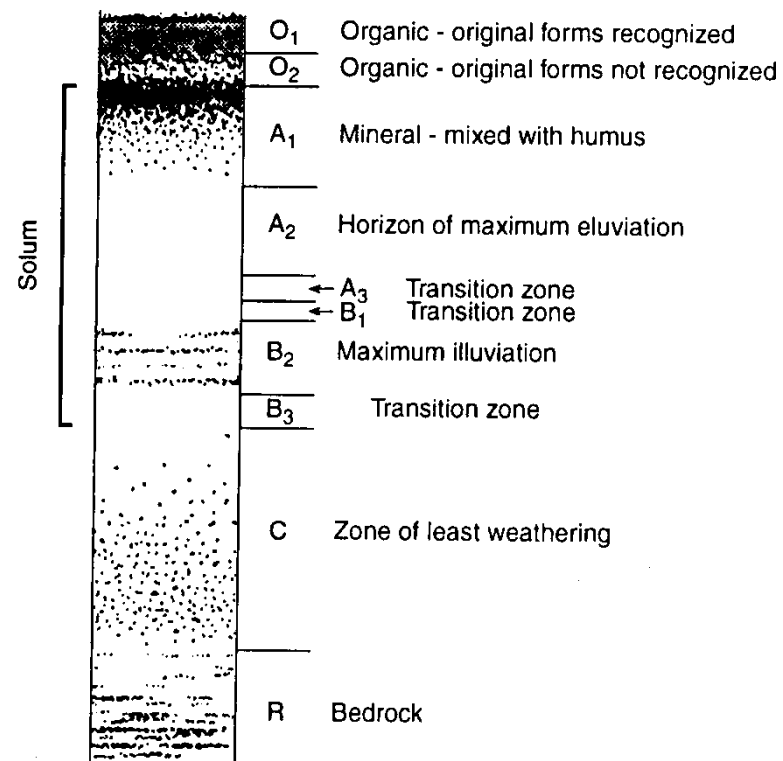 O₁ Organic - original forms recognized
O₂ Organic - original forms not recognized
A₁ Mineral - mixed with humus
A₂ Horizon of maximum eluviation
Solum
A₃ Transition zone
B₁ Transition zone
B₂ Maximum illuviation
B₃ Transition zone
C Zone of least weathering
R Bedrock